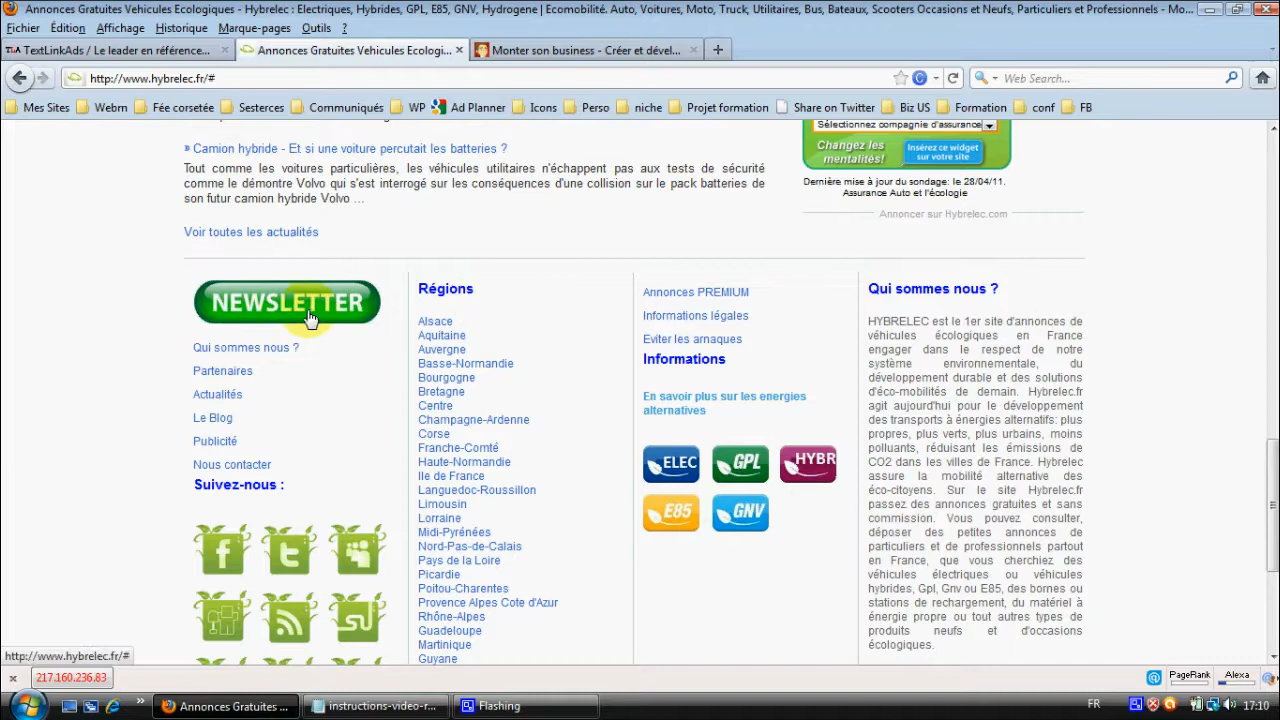 Annonces Gratuites Vehicules Ecologiques - Hybrelec : Electriques, Hybrides, GPL, E85, GNV, Hydrogene | Ecomobilité. Auto, Voitures, Moto, Truck, Utilitaires, Bus, Bateaux, Scooters Occasions et Neufs, Particuliers et Professionnels - Mo...
Fichier Édition Affichage Historique Marque-pages Outils ?
TextLinkAds / Le leader en référence... Annonces Gratuites Vehicules Ecologi... Monter son business - Créer et dével...
http://www.hybrelec.fr/# Web Search...
Mes Sites Webrn Fée corsetée Sesterces Communiqués WP Ad Planner Icons Perso niche Projet formation Share on Twitter Biz US Formation conf FB
Sélectionnez compagnie d'assurance
Changez les mentalités!
Insérez ce widget
sur votre site
» Camion hybride - Et si une voiture percutait les batteries ?
Tout comme les voitures particulières, les véhicules utilitaires n'échappent pas aux tests de sécurité
comme le démontre Volvo qui s'est interrogé sur les conséquences d'une collision sur le pack batteries de
son futur camion hybride Volvo ...
Dernière mise à jour du sondage: le 28/04/11.
Assurance Auto et l'écologie
Annoncer sur Hybrelec.com
Voir toutes les actualités
NEWSLETTER
Qui sommes nous ?
Partenaires
Actualités
Le Blog
Publicité
Nous contacter
Suivez-nous :
Régions
Alsace
Aquitaine
Auvergne
Basse-Normandie
Bourgogne
Bretagne
Centre
Champagne-Ardenne
Corse
Franche-Comté
Haute-Normandie
Ile de France
Languedoc-Roussillon
Limousin
Lorraine
Midi-Pyrénées
Nord-Pas-de-Calais
Pays de la Loire
Picardie
Poitou-Charentes
Provence Alpes Cote d'Azur
Rhône-Alpes
Guadeloupe
Martinique
Guyane
Annonces PREMIUM
Informations légales
Eviter les arnaques
Informations
En savoir plus sur les energies
alternatives
ELEC GPL HYBR
E85 GNV
Qui sommes nous ?
HYBRELEC est le 1er site d'annonces de
véhicules écologiques en France
engager dans le respect de notre
système environnementale, du
développement durable et des solutions
d'éco-mobilités de demain. Hybrelec.fr
agit aujourd'hui pour le développement
des transports à énergies alternatifs: plus
propres, plus verts, plus urbains, moins
polluants, réduisant les émissions de
CO2 dans les villes de France. Hybrelec
assure la mobilité alternative des
éco-citoyens. Sur le site Hybrelec.fr
passez des annonces gratuites et sans
commission. Vous pouvez consulter,
déposer des petites annonces de
particuliers et de professionnels partout
en France, que vous cherchiez des
véhicules électriques ou véhicules
hybrides, Gpl, Gnv ou E85, des bornes ou
stations de rechargement, du matériel à
énergie propre ou tout autres types de
produits neufs et d'occasions
écologiques.
http://www.hybrelec.fr/#
217.160.236.83 PageRank Alexa
Annonces Gratuites ... instructions-video-r... Flashing FR 17:10